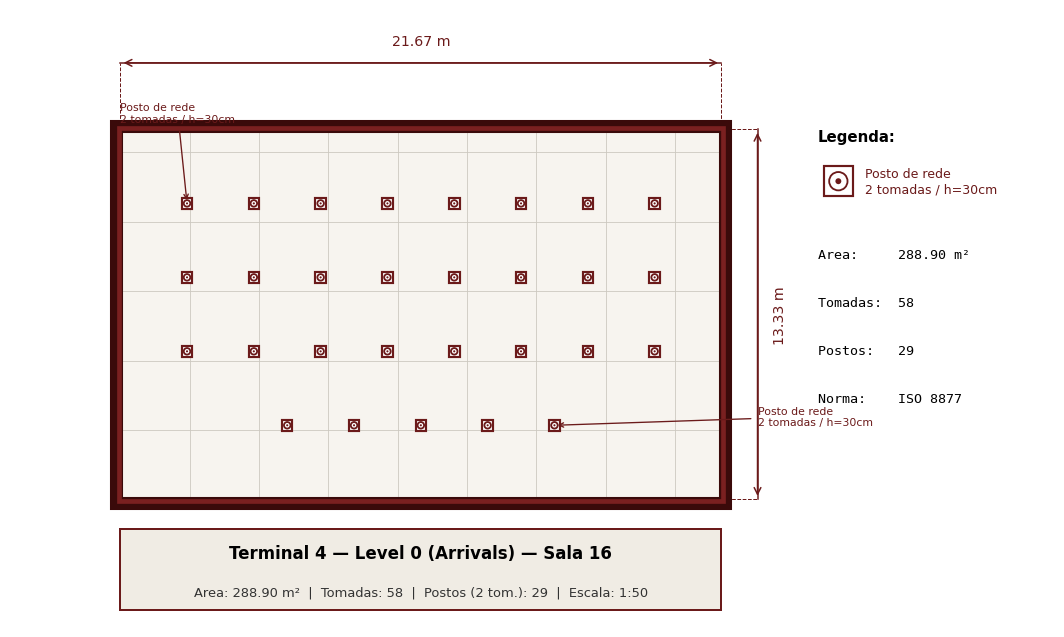 21.67 m
Posto de rede
2 tomadas / h=30cm
Legenda:
Posto de rede
2 tomadas / h=30cm
Area: 288.90 m²
Tomadas: 58
Postos: 29
Norma: ISO 8877
13.33 m
Posto de rede
2 tomadas / h=30cm
Terminal 4 — Level 0 (Arrivals) — Sala 16
Area: 288.90 m² | Tomadas: 58 | Postos (2 tom.): 29 | Escala: 1:50